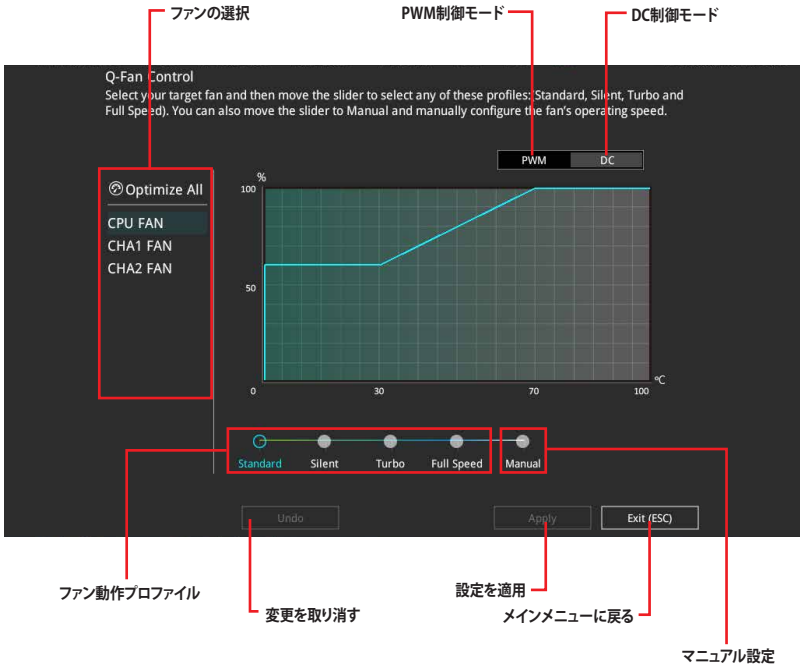 ファンの選択
PWM制御モード
DC制御モード
Q-Fan Control
Select your target fan and then move the slider to select any of these profiles:(Standard, Silent, Turbo and
Full Speed). You can also move the slider to Manual and manually configure the fan's operating speed.
PWM DC
Optimize All
CPU FAN
CHA1 FAN
CHA2 FAN
%
100
50
0 30 70 100
°C
Standard Silent Turbo Full Speed Manual
Undo Apply Exit (ESC)
ファン動作プロファイル
変更を取り消す
設定を適用
メインメニューに戻る
マニュアル設定